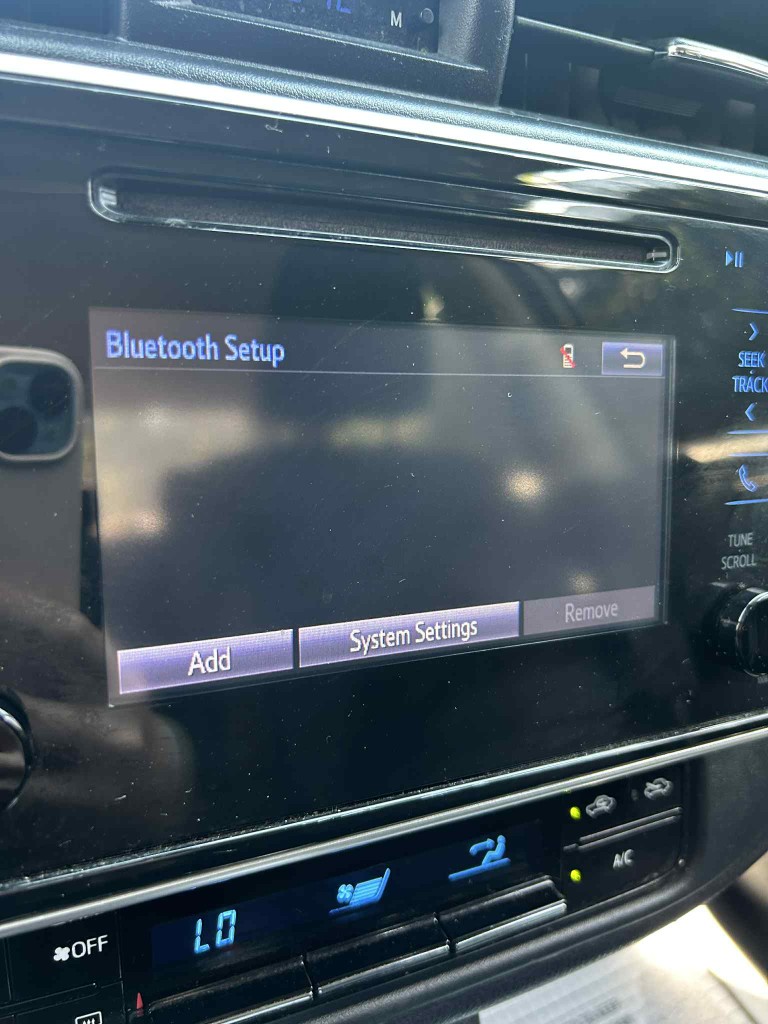 M
Bluetooth Setup
SEEK
TRACK
TUNE
SCROLL
Add
System Settings
Remove
A/C
LO
OFF